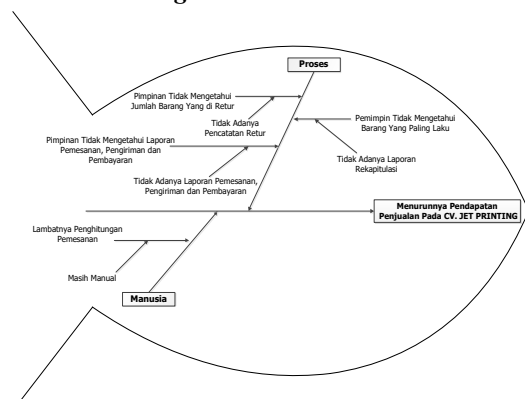 Proses
Pimpinan Tidak Mengetahui
Jumlah Barang Yang di Retur
Tidak Adanya
Pencatatan Retur
Pemimpin Tidak Mengetahui
Barang Yang Paling Laku
Pimpinan Tidak Mengetahui Laporan
Pemesanan, Pengiriman dan
Pembayaran
Tidak Adanya Laporan
Rekapitulasi
Tidak Adanya Laporan Pemesanan,
Pengiriman dan Pembayaran
Menurunnya Pendapatan
Penjualan Pada CV. JET PRINTING
Lambatnya Penghitungan
Pemesanan
Masih Manual
Manusia